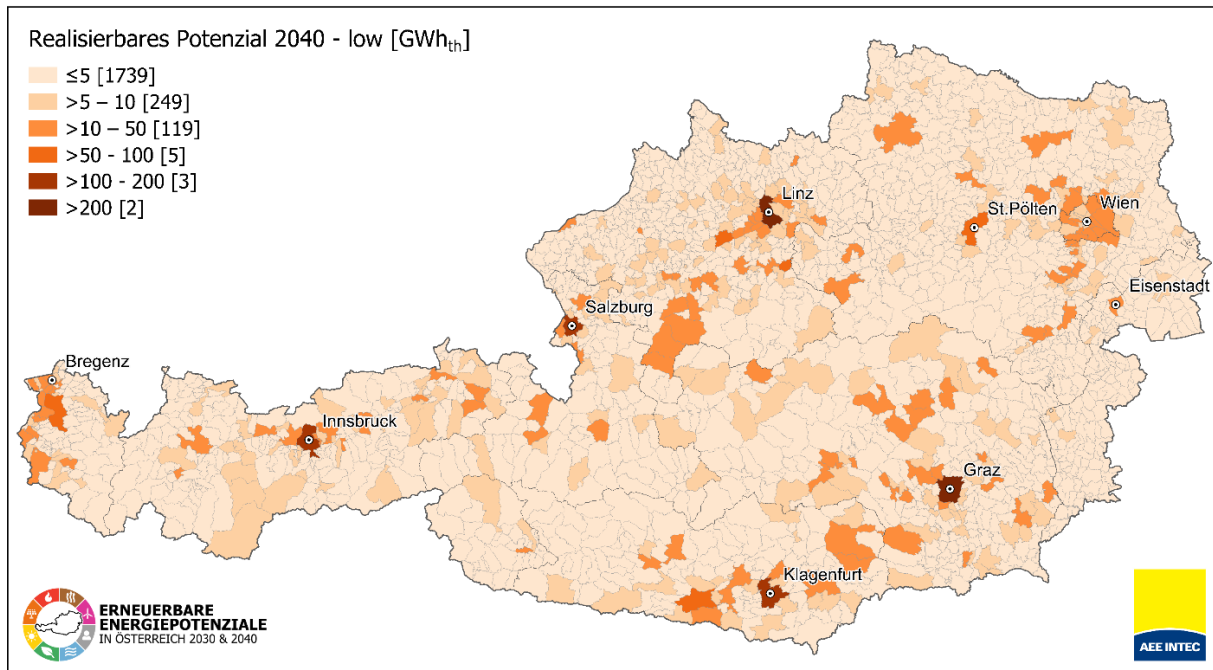 Realisierbares Potenzial 2040 - low [GWhth]
≤5 [1739]
>5 – 10 [249]
>10 – 50 [119]
>50 - 100 [5]
>100 - 200 [3]
>200 [2]
Linz
St.Pölten
Wien
Eisenstadt
Salzburg
Bregenz
Innsbruck
Graz
Klagenfurt
ERNEUERBARE
ENERGIEPOTENZIALE
IN ÖSTERREICH 2030 & 2040
AEE INTEC